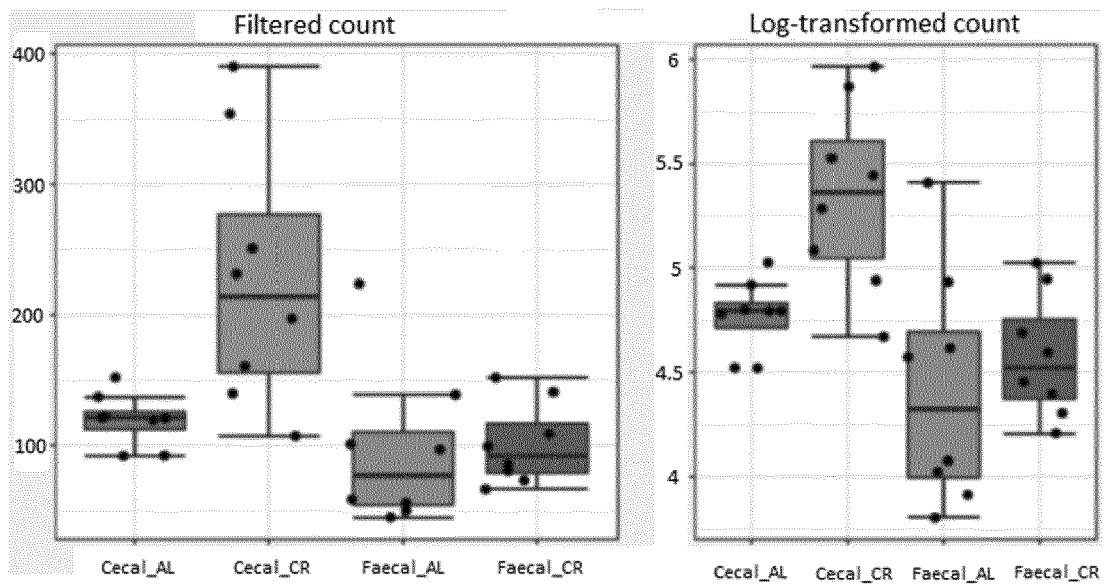 Filtered count
400
300
200
100
Cecal_AL Cecal_CR Faecal_AL Faecal_CR
Log-transformed count
6
5.5
5
4.5
4
Cecal_AL Cecal_CR Faecal_AL Faecal_CR